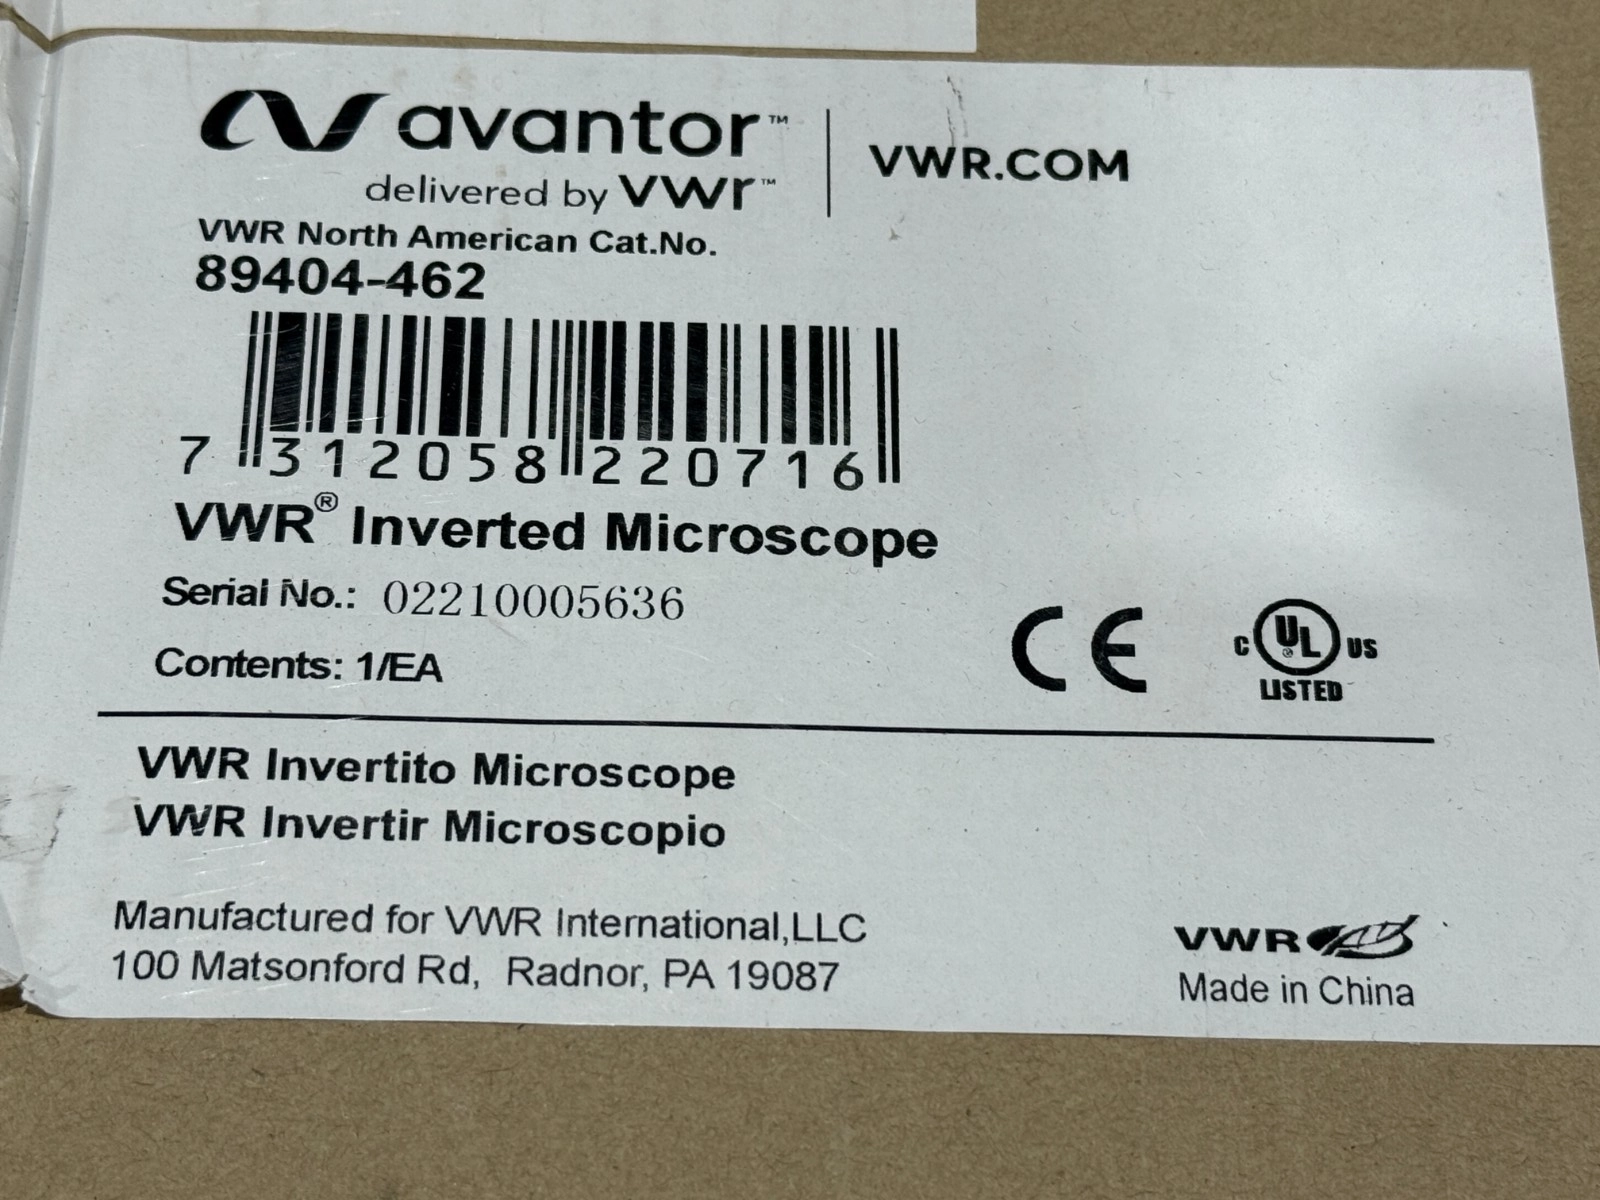 avantor™
delivered by vwr™
VWR.COM
VWR North American Cat.No.
89404-462
7 312058 220716
VWR® Inverted Microscope
Serial No.: 02210005636
Contents: 1/EA
CE
C UL® US
LISTED
VWR Invertito Microscope
VWR Invertir Microscopio
Manufactured for VWR International,LLC
100 Matsonford Rd, Radnor, PA 19087
VWR
Made in China